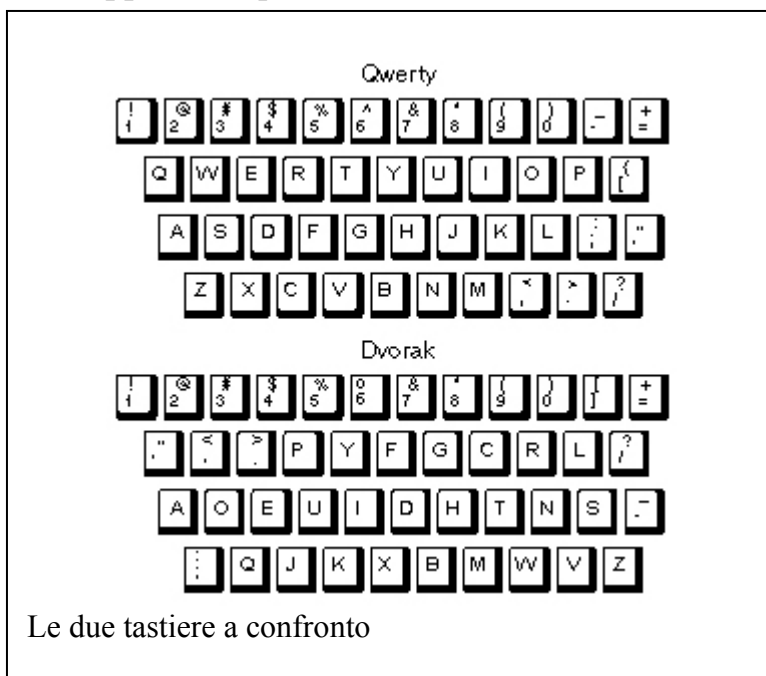 Qwerty
! 1 @ 2 # 3 $ 4 % 5 ^ 6 & 7 * 8 ( 9 ) 0 _ - + =
Q W E R T Y U I O P { [
A S D F G H J K L : ; " '
Z X C V B N M < , > . ? /
Dvorak
! 1 @ 2 # 3 $ 4 % 5 0 6 & 7 * 8 ( 9 ) 0 [ ] + =
" ' < , > . P Y F G C R L ? /
A O E U I D H T N S _ -
: ; Q J K X B M W V Z
Le due tastiere a confronto